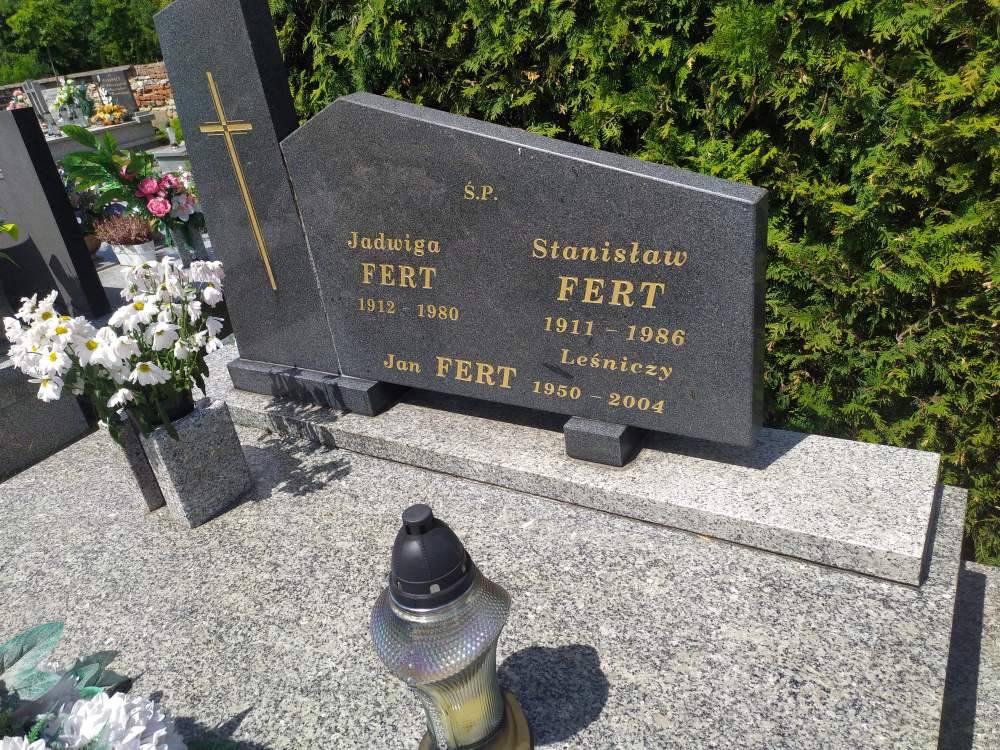 Ś.P.
Jadwiga
FERT
1912 - 1980
Stanisław
FERT
1911 - 1986
Leśniczy
Jan FERT 1950 - 2004